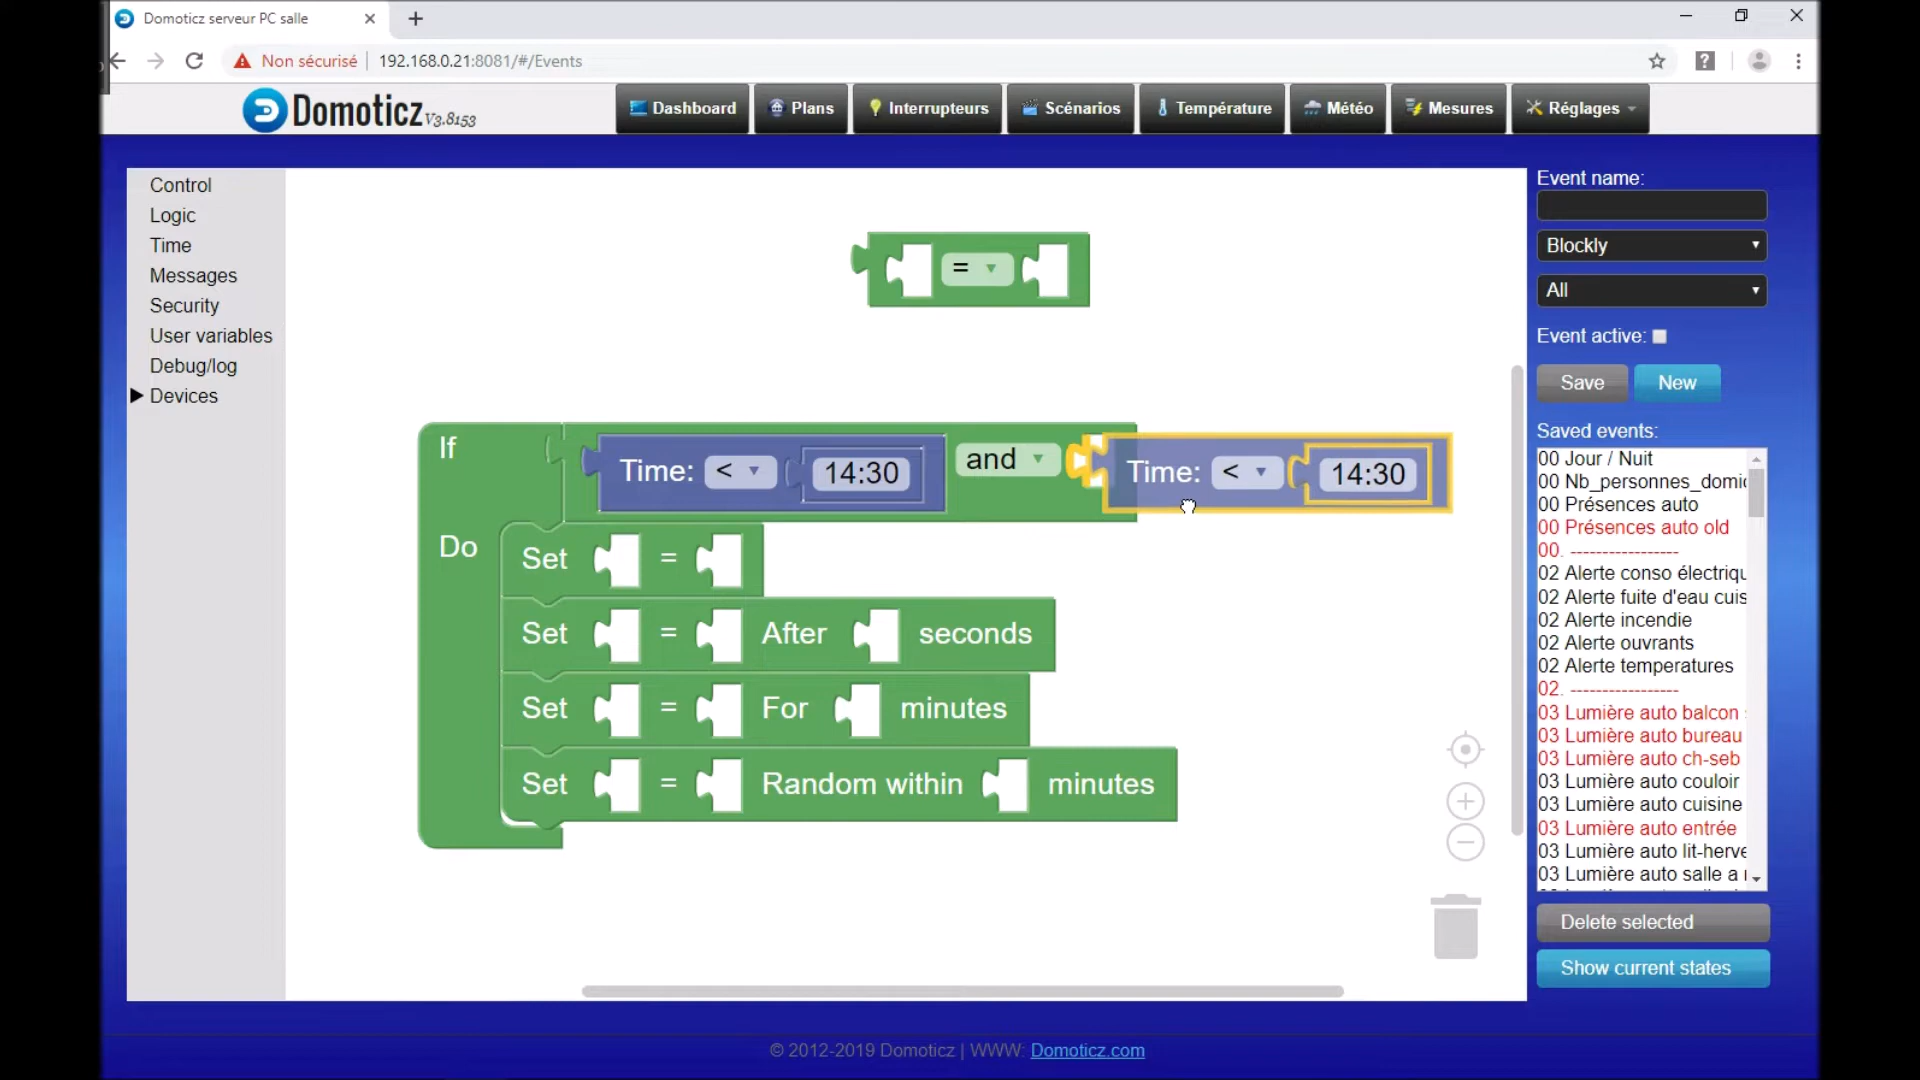 Domoticz serveur PC salle
Non sécurisé
192.168.0.21:8081/#/Events
Domoticz V3.8153
Dashboard
Plans
Interrupteurs
Scénarios
Température
Météo
Mesures
Réglages
Control
Logic
Time
Messages
Security
User variables
Debug/log
Devices
=
If
Time: < 14:30
and
Time: < 14:30
Do
Set =
Set = After seconds
Set = For minutes
Set = Random within minutes
Event name:
Blockly
All
Event active:
Save
New
Saved events:
00 Jour / Nuit
00 Nb_personnes_domi
00 Présences auto
00 Présences auto old
00. -----------------
02 Alerte conso électriqu
02 Alerte fuite d'eau cuis
02 Alerte incendie
02 Alerte ouvrants
02 Alerte temperatures
02. -----------------
03 Lumière auto balcon
03 Lumière auto bureau
03 Lumière auto ch-seb
03 Lumière auto couloir
03 Lumière auto cuisine
03 Lumière auto entrée
03 Lumière auto lit-herve
03 Lumière auto salle a
Delete selected
Show current states
© 2012-2019 Domoticz | WWW: Domoticz.com